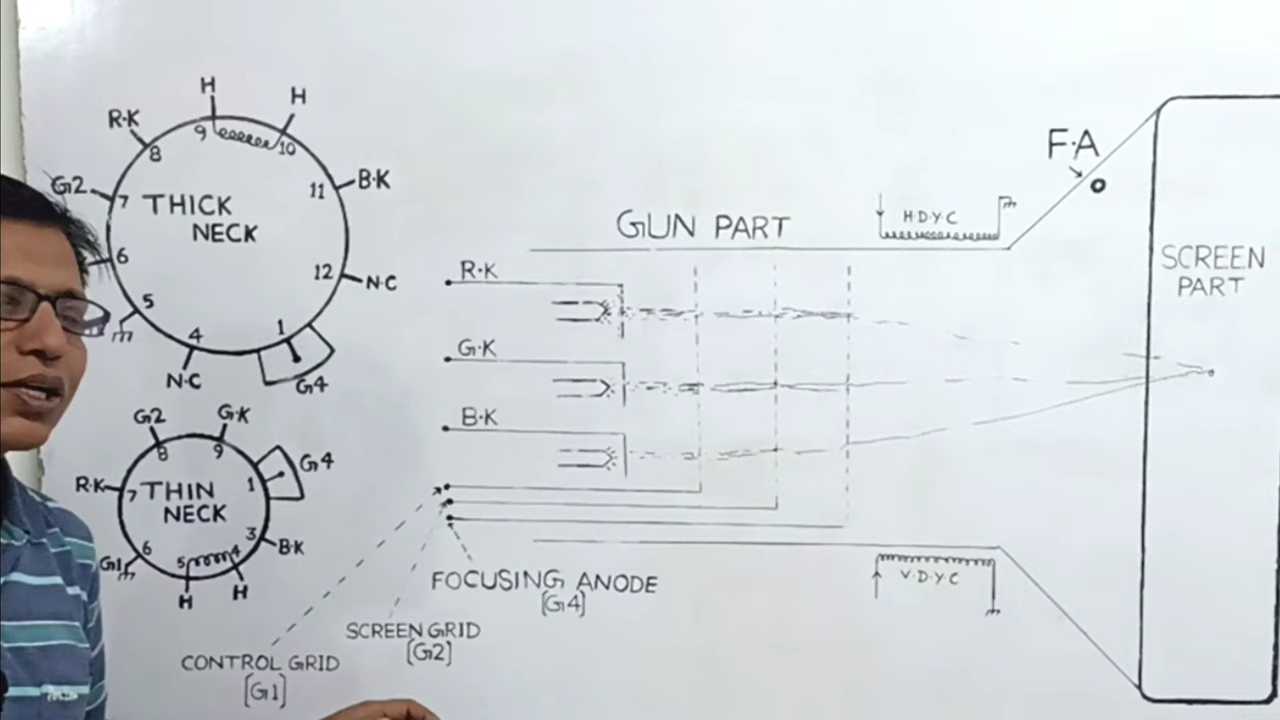 H
H
R·K
9
10
8
B·K
11
G2
7
THICK
NECK
6
12
N·C
5
4
1
N·C
G4
G2
G·K
8
9
G4
R·K
7
THIN
NECK
1
3
B·K
6
5
4
G1
H
H
GUN PART
H·D·Y·C
F·A
SCREEN
PART
R·K
G·K
B·K
V·D·Y·C
FOCUSING ANODE
[G4]
SCREEN GRID
[G2]
CONTROL GRID
[G1]